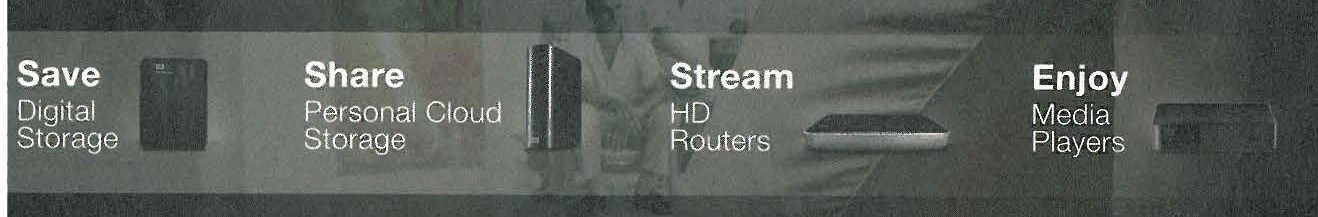 Save
Digital
Storage
Share
Personal Cloud
Storage
Stream
HD
Routers
Enjoy
Media
Players